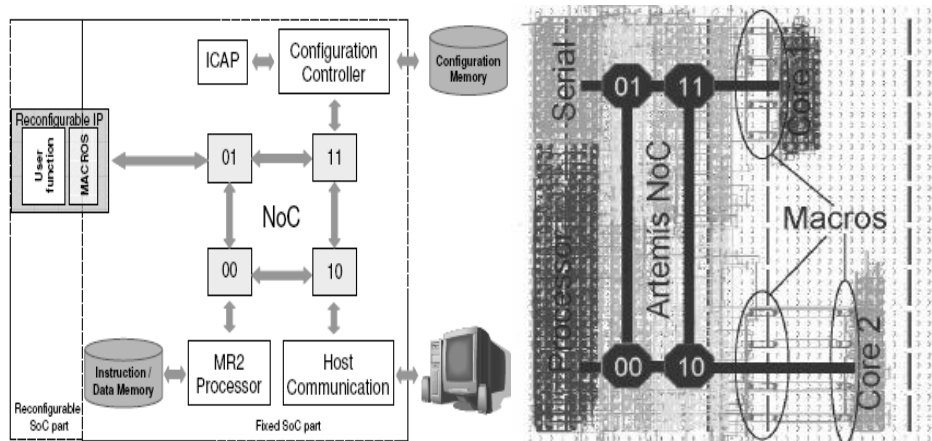 ICAP
Configuration
Controller
Configuration
Memory
Reconfigurable IP
User
function
MACROS
01
11
NoC
00
10
Instruction /
Data Memory
MR2
Processor
Host
Communication
Reconfigurable
SoC part
Fixed SoC part
Serial
01
11
Core 1
Artemís NoC
Macros
Processor
00
10
Core 2